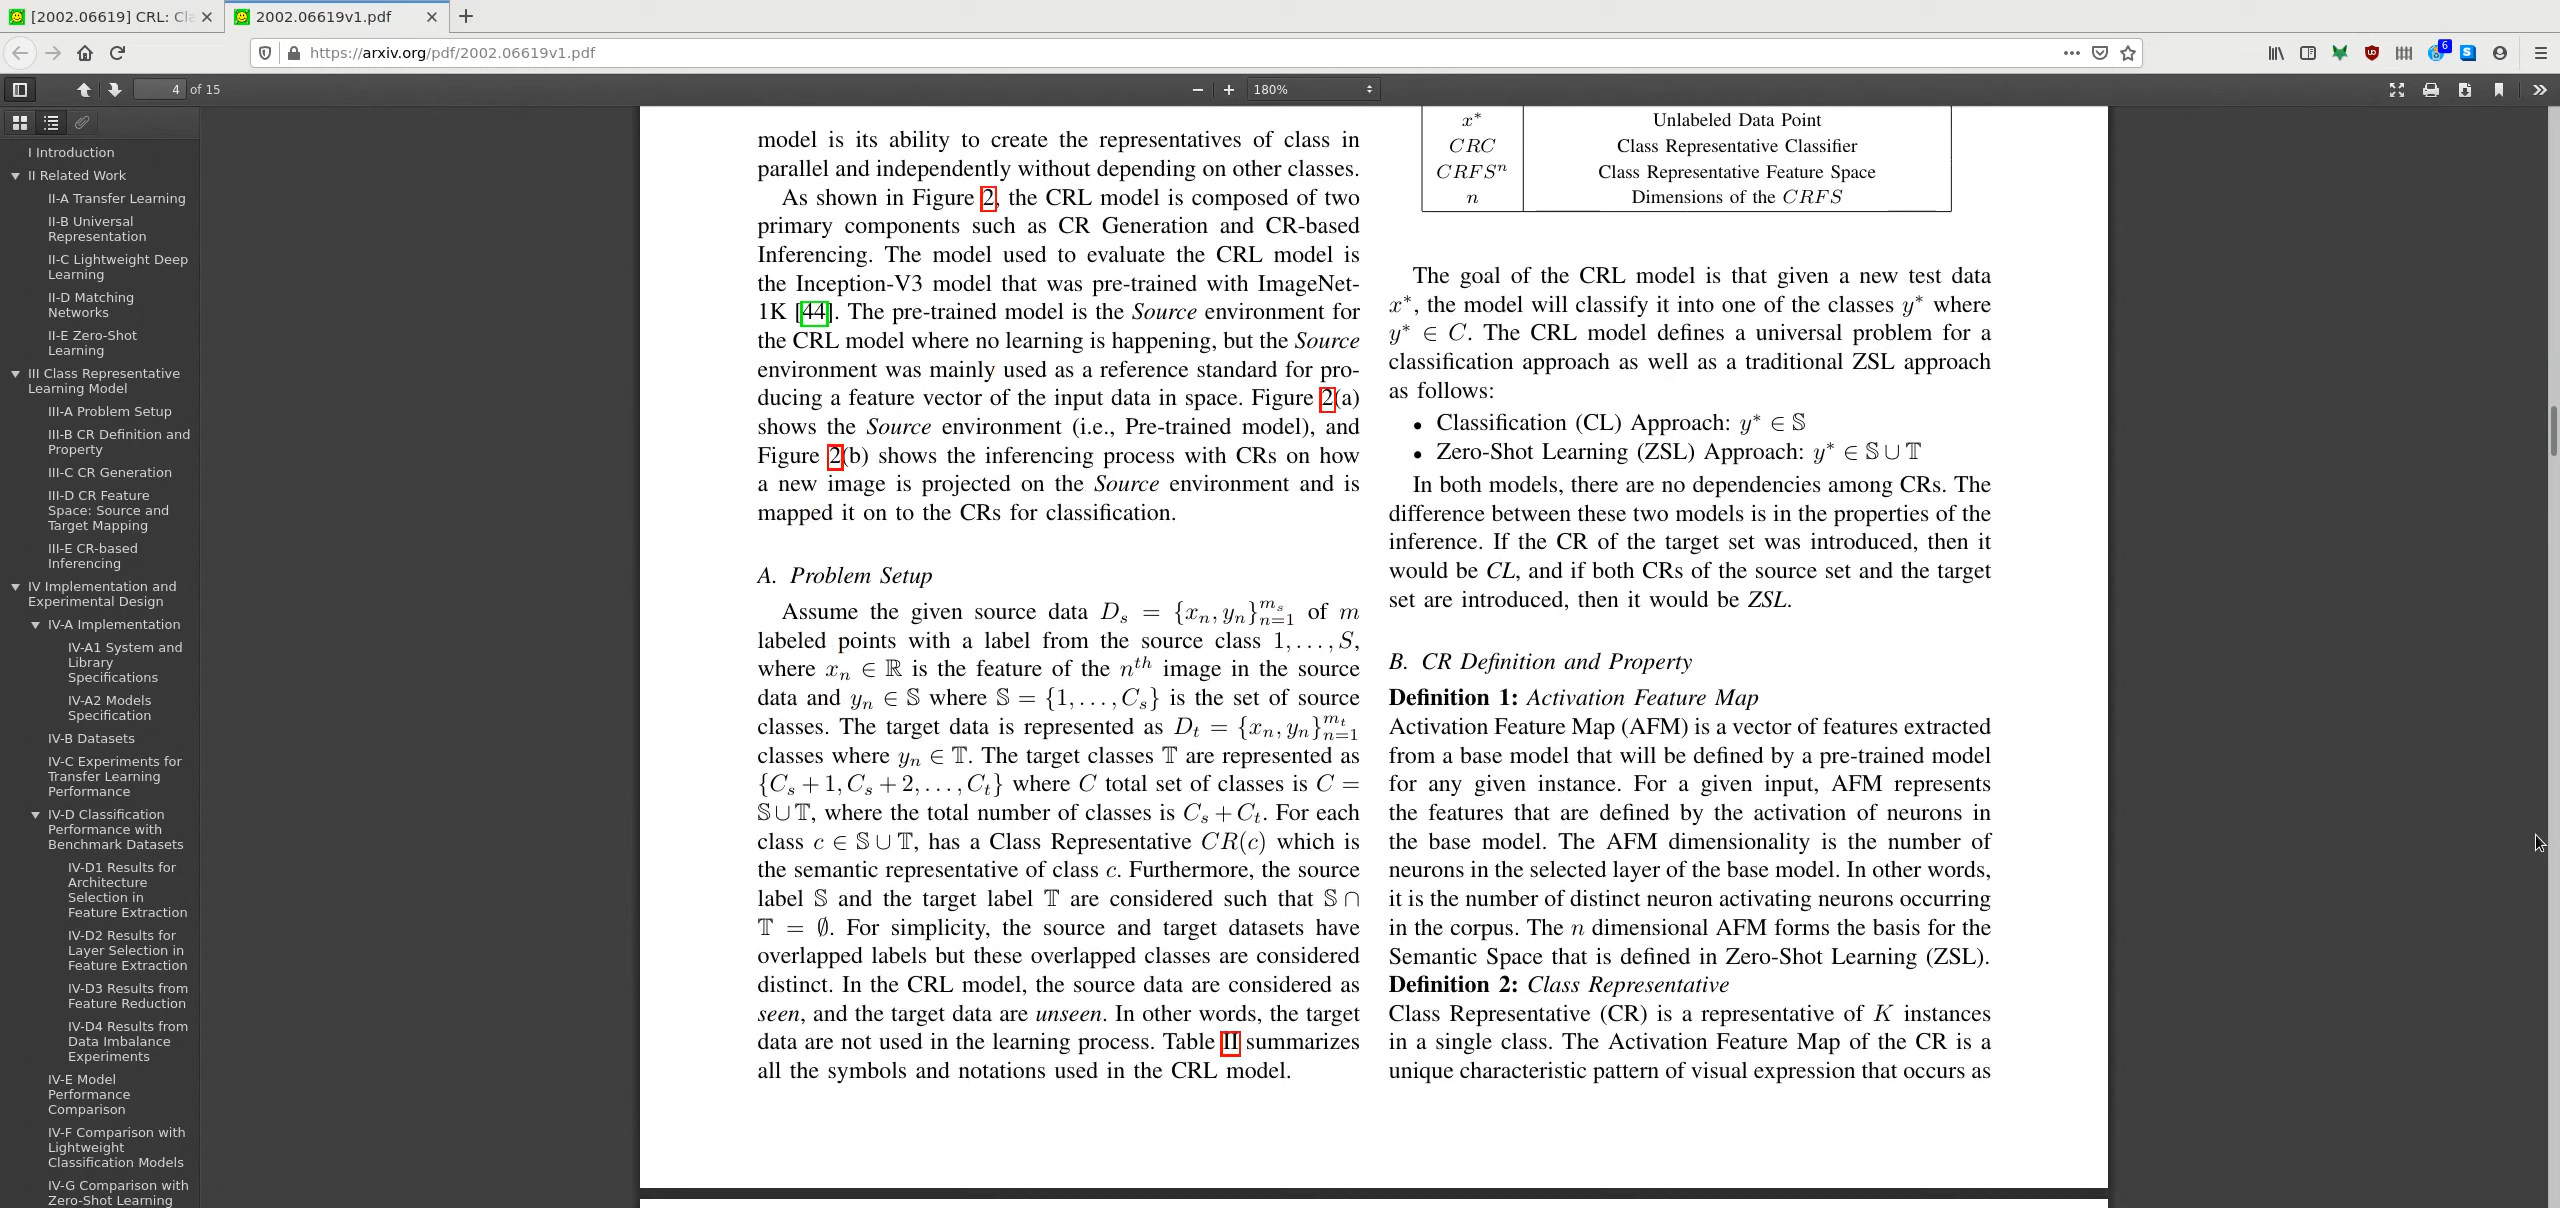 [2002.06619] CRL: Cla
2002.06619v1.pdf
https://arxiv.org/pdf/2002.06619v1.pdf
6
4 of 15
180%
I Introduction
II Related Work
II-A Transfer Learning
II-B Universal
Representation
II-C Lightweight Deep
Learning
II-D Matching
Networks
II-E Zero-Shot
Learning
III Class Representative
Learning Model
III-A Problem Setup
III-B CR Definition and
Property
III-C CR Generation
III-D CR Feature
Space: Source and
Target Mapping
III-E CR-based
Inferencing
IV Implementation and
Experimental Design
IV-A Implementation
IV-A1 System and
Library
Specifications
IV-A2 Models
Specification
IV-B Datasets
IV-C Experiments for
Transfer Learning
Performance
IV-D Classification
Performance with
Benchmark Datasets
IV-D1 Results for
Architecture
Selection in
Feature Extraction
IV-D2 Results for
Layer Selection in
Feature Extraction
IV-D3 Results from
Feature Reduction
IV-D4 Results from
Data Imbalance
Experiments
IV-E Model
Performance
Comparison
IV-F Comparison with
Lightweight
Classification Models
IV-G Comparison with
Zero-Shot Learning
model is its ability to create the representatives of class in
parallel and independently without depending on other classes.
As shown in Figure 2, the CRL model is composed of two
primary components such as CR Generation and CR-based
Inferencing. The model used to evaluate the CRL model is
the Inception-V3 model that was pre-trained with ImageNet-
1K [44]. The pre-trained model is the Source environment for
the CRL model where no learning is happening, but the Source
environment was mainly used as a reference standard for pro-
ducing a feature vector of the input data in space. Figure 2(a)
shows the Source environment (i.e., Pre-trained model), and
Figure 2(b) shows the inferencing process with CRs on how
a new image is projected on the Source environment and is
mapped it on to the CRs for classification.
A. Problem Setup
Assume the given source data D_s = {x_n, y_n}_{n=1}^{m_s} of m
labeled points with a label from the source class 1, . . . , S,
where x_n ∈ ℝ is the feature of the n^{th} image in the source
data and y_n ∈ 𝕊 where 𝕊 = {1, . . . , C_s} is the set of source
classes. The target data is represented as D_t = {x_n, y_n}_{n=1}^{m_t}
classes where y_n ∈ 𝕋. The target classes 𝕋 are represented as
{C_s + 1, C_s + 2, . . . , C_t} where C total set of classes is C =
𝕊 ∪ 𝕋, where the total number of classes is C_s + C_t. For each
class c ∈ 𝕊 ∪ 𝕋, has a Class Representative CR(c) which is
the semantic representative of class c. Furthermore, the source
label 𝕊 and the target label 𝕋 are considered such that 𝕊 ∩
𝕋 = ∅. For simplicity, the source and target datasets have
overlapped labels but these overlapped classes are considered
distinct. In the CRL model, the source data are considered as
seen, and the target data are unseen. In other words, the target
data are not used in the learning process. Table II summarizes
all the symbols and notations used in the CRL model.
x* Unlabeled Data Point
CRC Class Representative Classifier
CRFS^n Class Representative Feature Space
n Dimensions of the CRFS
The goal of the CRL model is that given a new test data
x*, the model will classify it into one of the classes y* where
y* ∈ C. The CRL model defines a universal problem for a
classification approach as well as a traditional ZSL approach
as follows:
• Classification (CL) Approach: y* ∈ 𝕊
• Zero-Shot Learning (ZSL) Approach: y* ∈ 𝕊 ∪ 𝕋
In both models, there are no dependencies among CRs. The
difference between these two models is in the properties of the
inference. If the CR of the target set was introduced, then it
would be CL, and if both CRs of the source set and the target
set are introduced, then it would be ZSL.
B. CR Definition and Property
Definition 1: Activation Feature Map
Activation Feature Map (AFM) is a vector of features extracted
from a base model that will be defined by a pre-trained model
for any given instance. For a given input, AFM represents
the features that are defined by the activation of neurons in
the base model. The AFM dimensionality is the number of
neurons in the selected layer of the base model. In other words,
it is the number of distinct neuron activating neurons occurring
in the corpus. The n dimensional AFM forms the basis for the
Semantic Space that is defined in Zero-Shot Learning (ZSL).
Definition 2: Class Representative
Class Representative (CR) is a representative of K instances
in a single class. The Activation Feature Map of the CR is a
unique characteristic pattern of visual expression that occurs as